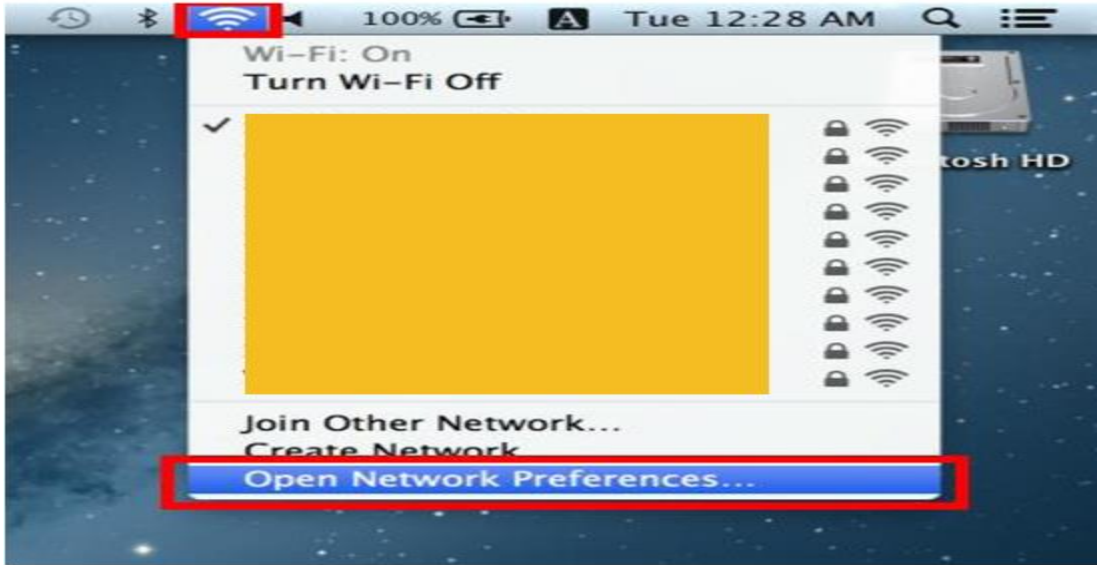 100% A Tue 12:28 AM
Wi-Fi: On
Turn Wi-Fi Off
tosh HD
Join Other Network...
Create Network
Open Network Preferences...